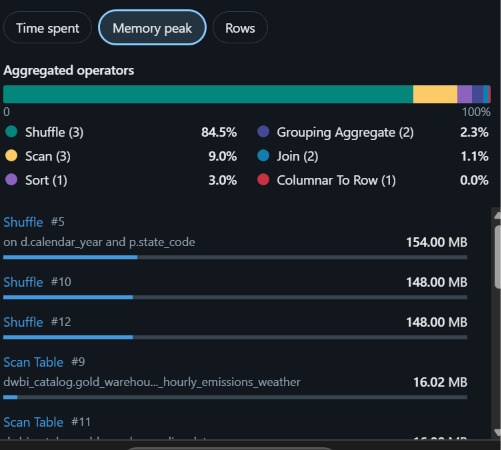 Time spent
Memory peak
Rows
Aggregated operators
0 100%
Shuffle (3) 84.5% Grouping Aggregate (2) 2.3%
Scan (3) 9.0% Join (2) 1.1%
Sort (1) 3.0% Columnar To Row (1) 0.0%
Shuffle #5
on d.calendar_year and p.state_code 154.00 MB
Shuffle #10
148.00 MB
Shuffle #12
148.00 MB
Scan Table #9
dwbi_catalog.gold_warehou..._hourly_emissions_weather 16.02 MB
Scan Table #11